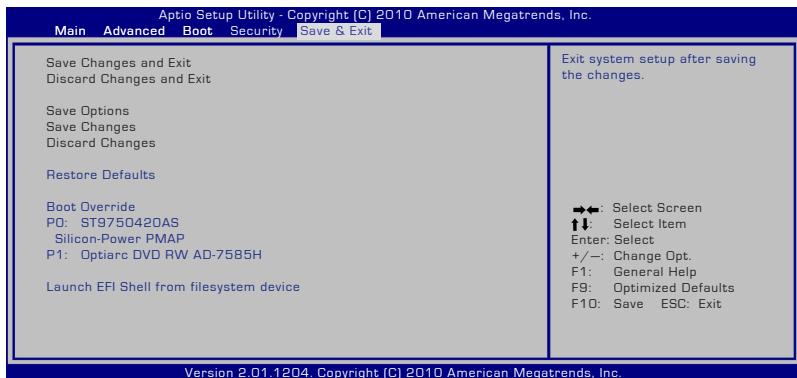 Aptio Setup Utility - Copyright (C) 2010 American Megatrends, Inc.
Main Advanced Boot Security Save & Exit
Save Changes and Exit
Discard Changes and Exit
Save Options
Save Changes
Discard Changes
Restore Defaults
Boot Override
P0: ST9750420AS
Silicon-Power PMAP
P1: Optiarc DVD RW AD-7585H
Launch EFI Shell from filesystem device
Exit system setup after saving
the changes.
→←: Select Screen
↑↓: Select Item
Enter: Select
+/—: Change Opt.
F1: General Help
F9: Optimized Defaults
F10: Save ESC: Exit
Version 2.01.1204. Copyright (C) 2010 American Megatrends, Inc.